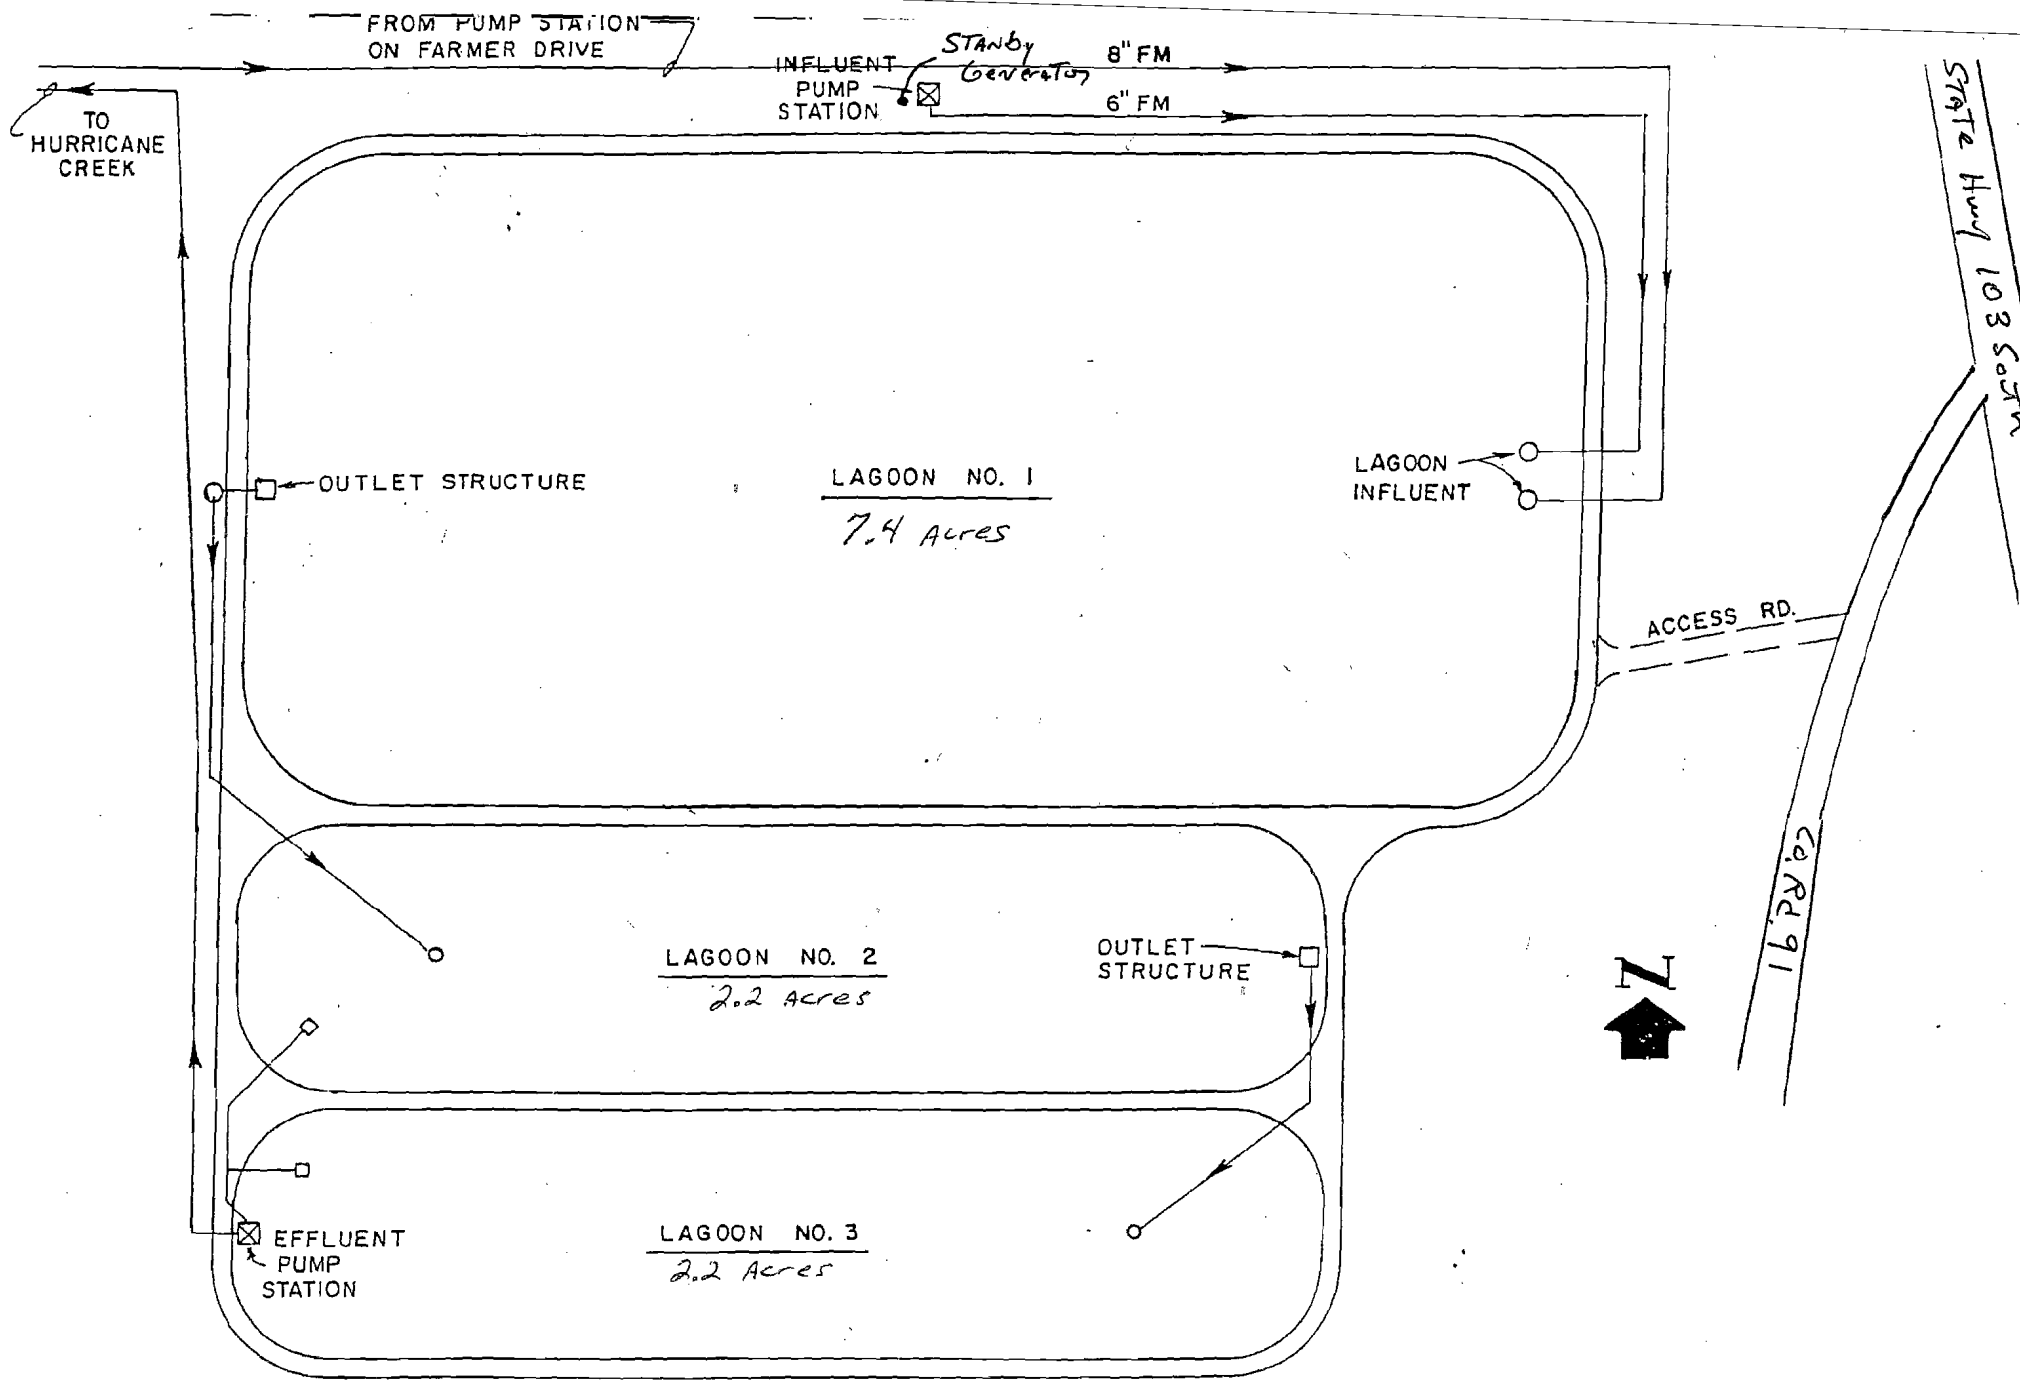 FROM PUMP STATION
ON FARMER DRIVE
STANby
Generator
8" FM
INFLUENT
PUMP
STATION
6" FM
TO
HURRICANE
CREEK
STATE Hwy 103 South
OUTLET STRUCTURE
LAGOON NO. 1
7.4 Acres
LAGOON
INFLUENT
ACCESS RD.
Co. Rd. 91
LAGOON NO. 2
2.2 Acres
OUTLET
STRUCTURE
N
EFFLUENT
PUMP
STATION
LAGOON NO. 3
2.2 Acres